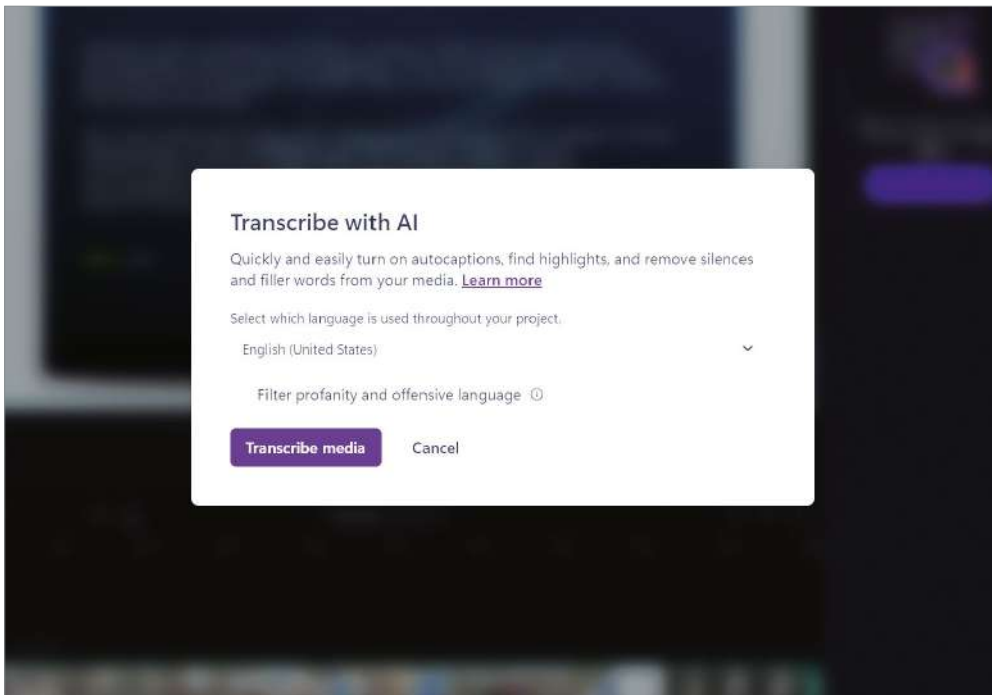 Transcribe with AI
Quickly and easily turn on autocaptions, find highlights, and remove silences
and filler words from your media. Learn more
Select which language is used throughout your project.
English (United States)
Filter profanity and offensive language
Transcribe media
Cancel